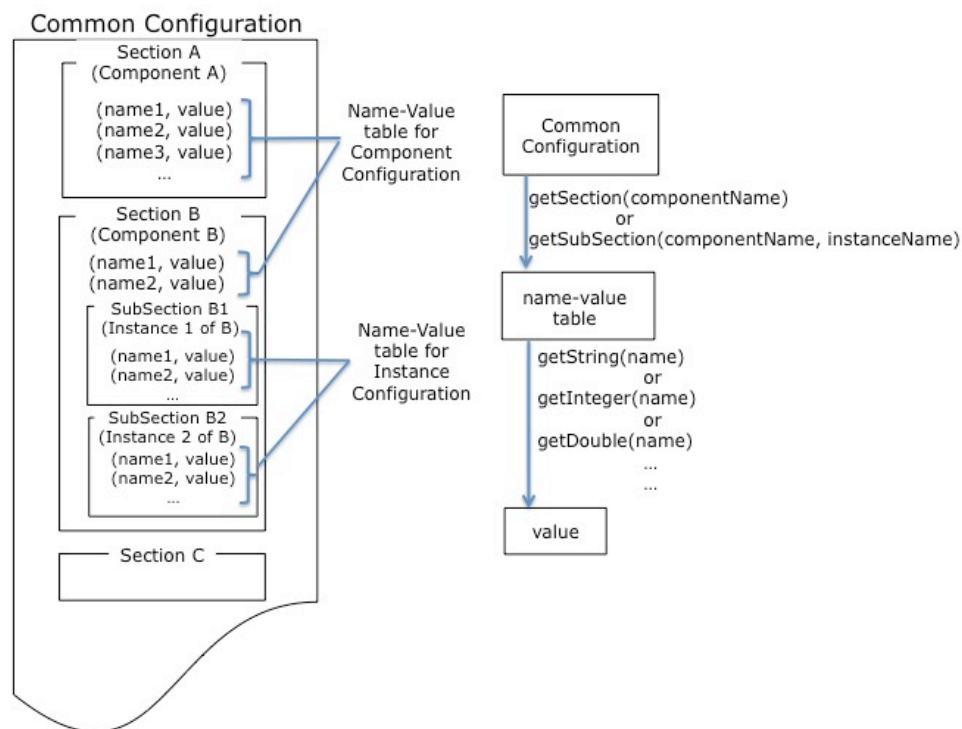 Common Configuration
Section A
(Component A)
(name1, value)
(name2, value)
(name3, value)
...
Section B
(Component B)
(name1, value)
(name2, value)
SubSection B1
(Instance 1 of B)
(name1, value)
(name2, value)
...
SubSection B2
(Instance 2 of B)
(name1, value)
(name2, value)
...
Section C
Name-Value
table for
Component
Configuration
Name-Value
table for
Instance
Configuration
Common
Configuration
getSection(componentName)
or
getSubSection(componentName, instanceName)
name-value
table
getString(name)
or
getInteger(name)
or
getDouble(name)
...
...
value